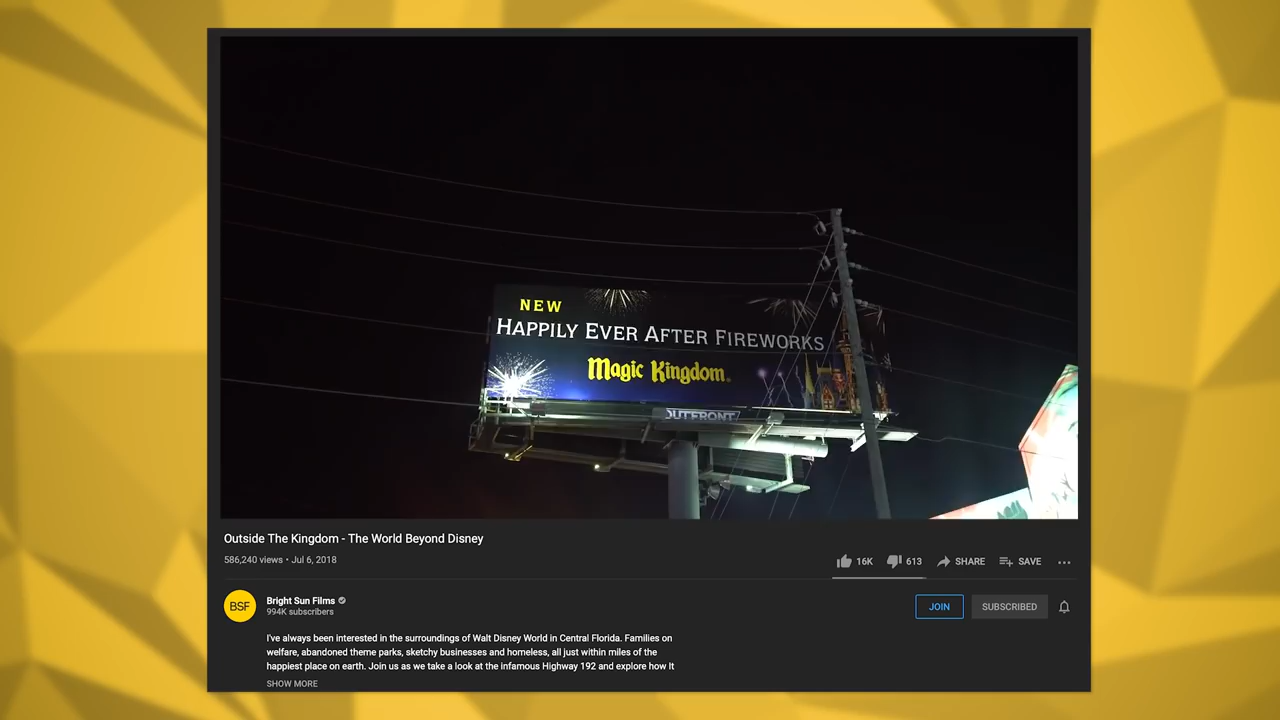 NEW
HAPPILY EVER AFTER FIREWORKS
Magic Kingdom.
OUTFRONT
Outside The Kingdom - The World Beyond Disney
586,240 views • Jul 6, 2018
16K 613 SHARE SAVE
BSF
Bright Sun Films
994K subscribers
JOIN SUBSCRIBED
I've always been interested in the surroundings of Walt Disney World in Central Florida. Families on
welfare, abandoned theme parks, sketchy businesses and homeless, all just within miles of the
happiest place on earth. Join us as we take a look at the infamous Highway 192 and explore how It
SHOW MORE